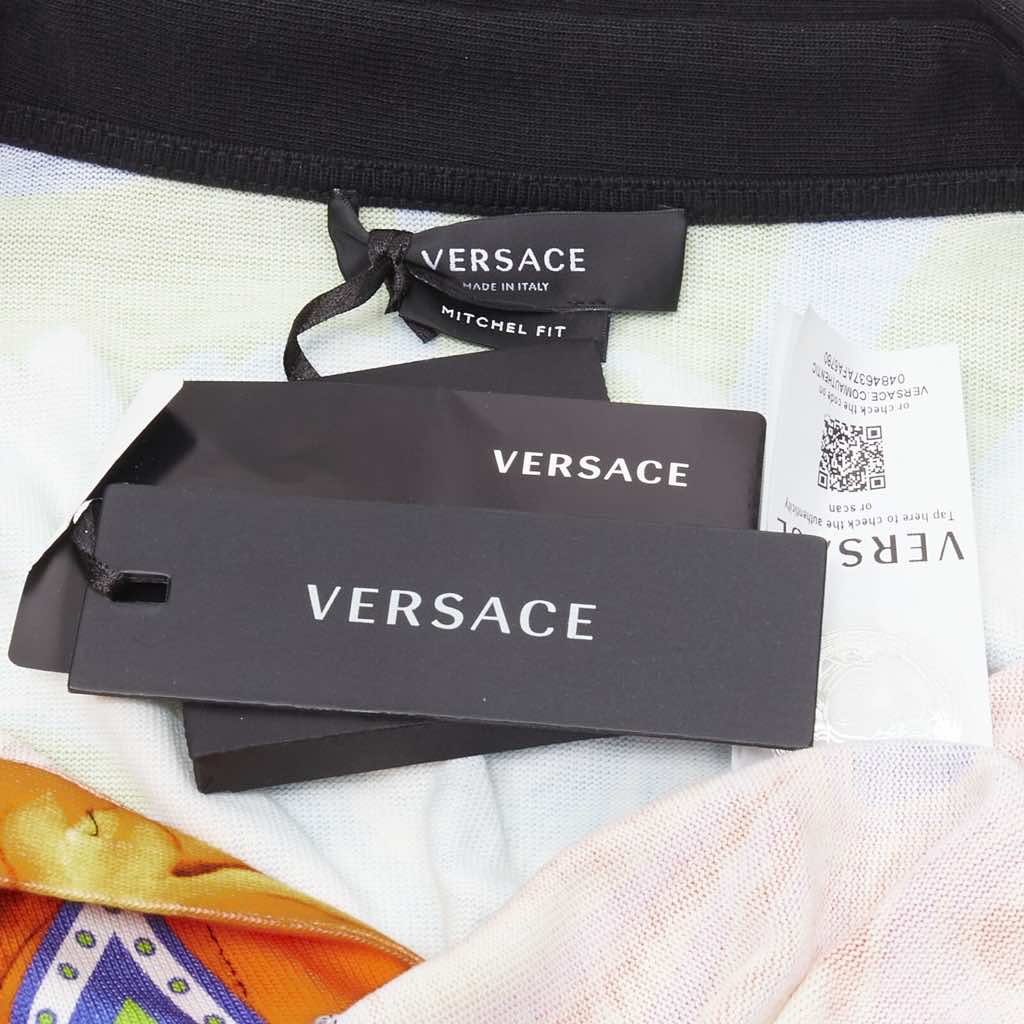 VERSACE
MADE IN ITALY
MITCHEL FIT
VERSACE
VERSACE
VERSACE
Tap here to check the authenticity
or scan
or check the code on
VERSACE.COM/AUTHENTIC
0484637AFA6780